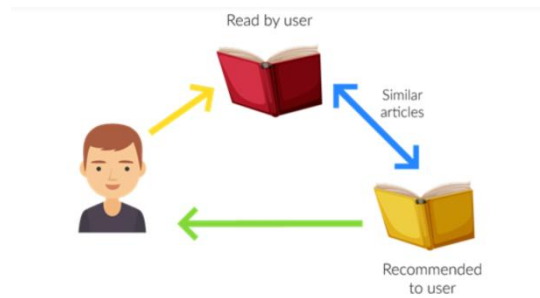 Read by user
Similar
articles
Recommended
to user